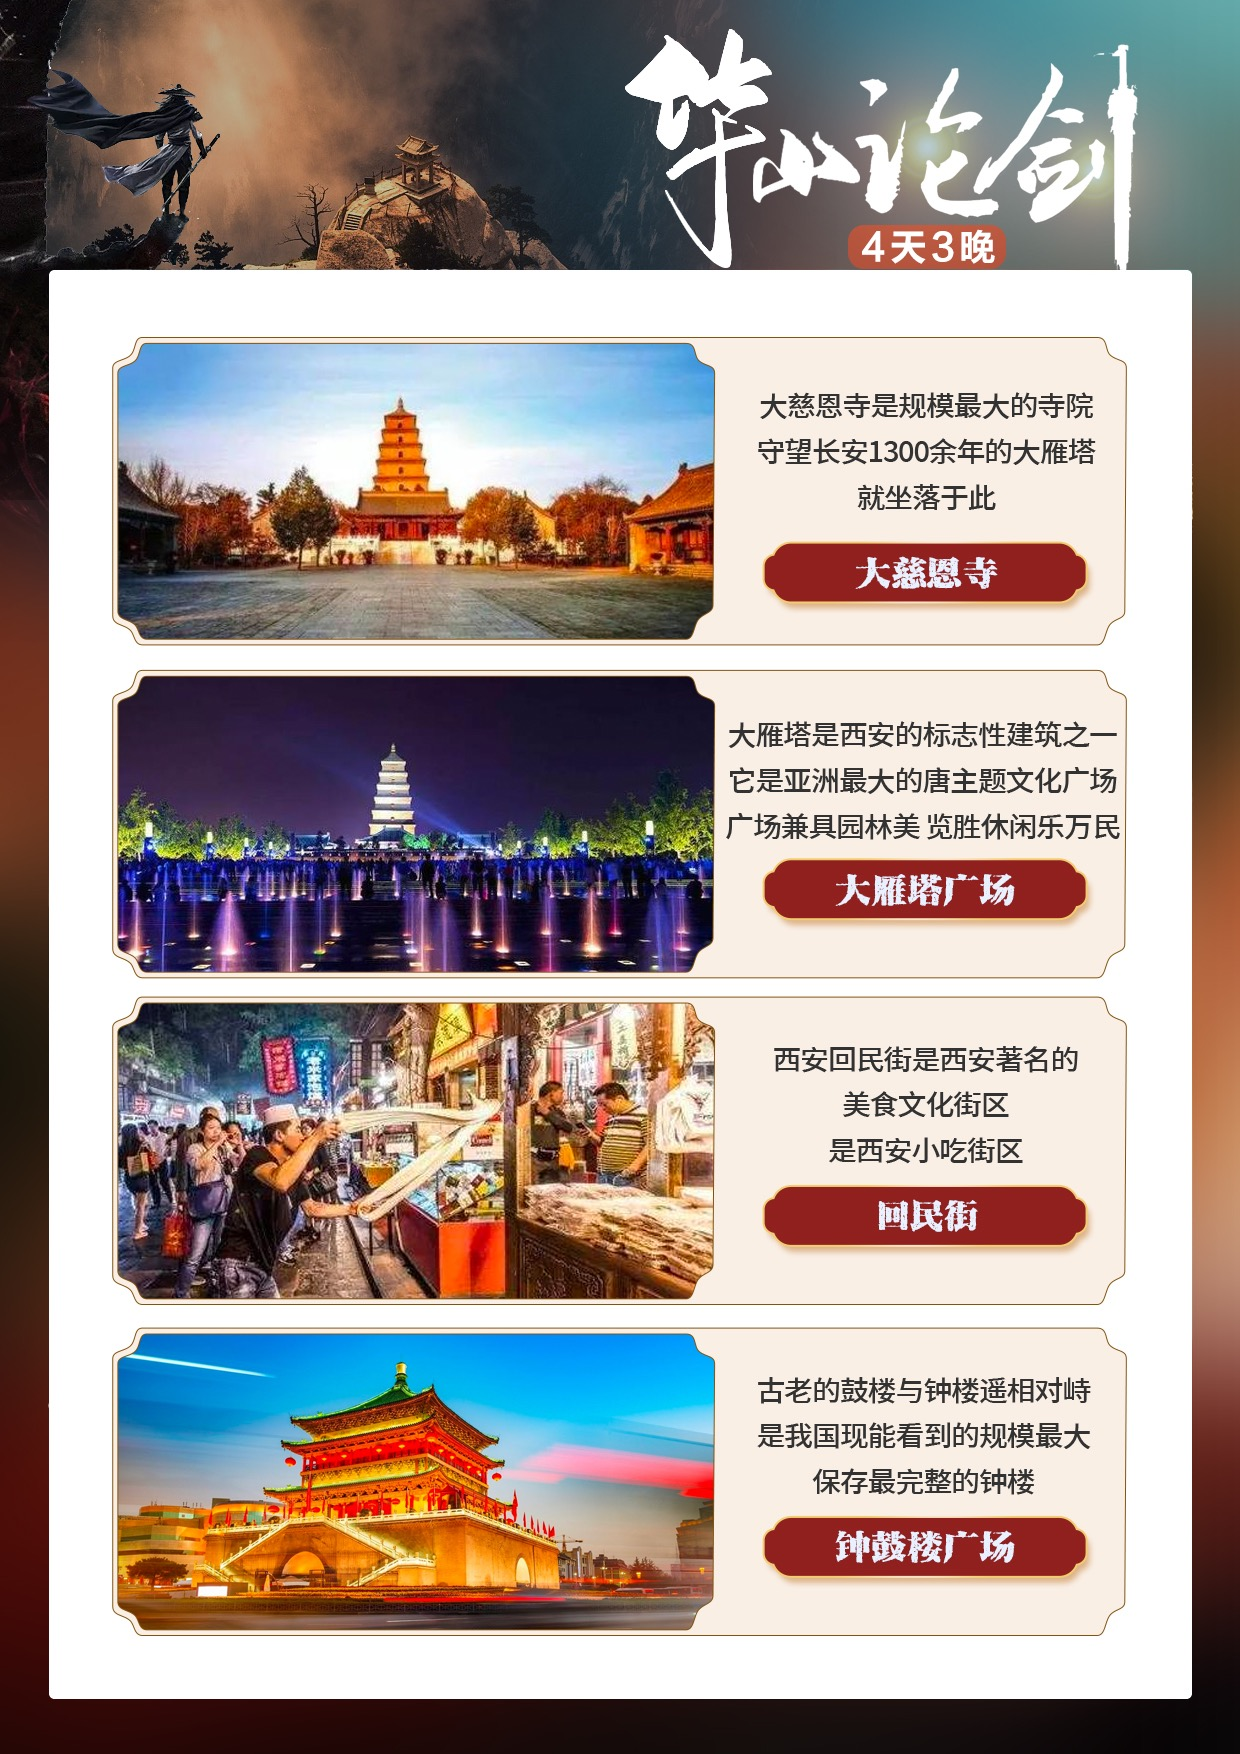 华山论剑
4天3晚
大慈恩寺是规模最大的寺院
守望长安1300余年的大雁塔
就坐落于此
大慈恩寺
大雁塔是西安的标志性建筑之一
它是亚洲最大的唐主题文化广场
广场兼具园林美 览胜休闲乐万民
大雁塔广场
西安回民街是西安著名的
美食文化街区
是西安小吃街区
回民街
古老的鼓楼与钟楼遥相对峙
是我国现能看到的规模最大
保存最完整的钟楼
钟鼓楼广场